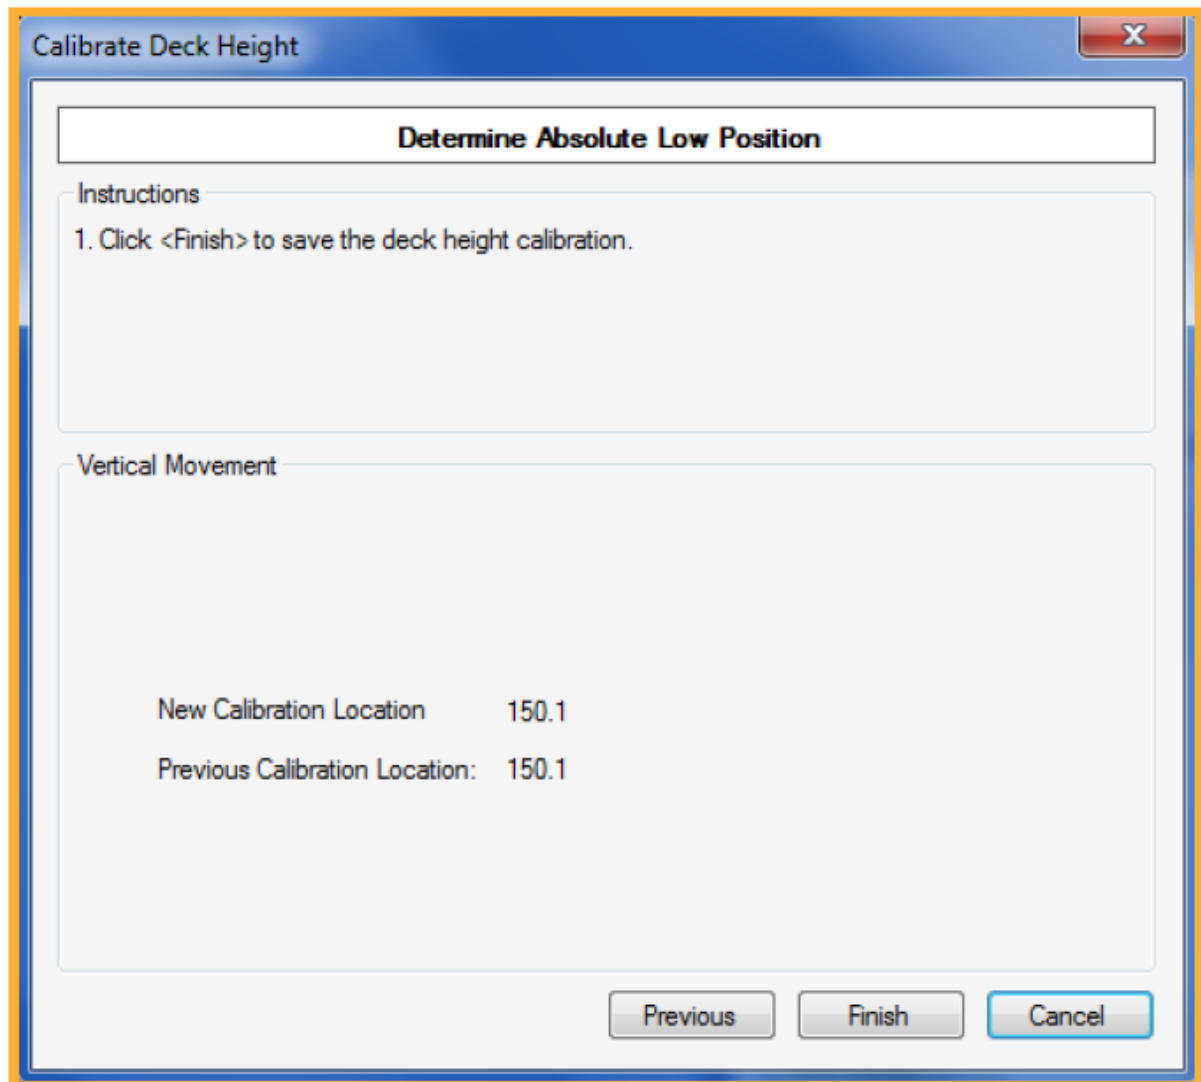 Calibrate Deck Height
x
Determine Absolute Low Position
Instructions
1. Click <Finish> to save the deck height calibration.
Vertical Movement
New Calibration Location 150.1
Previous Calibration Location: 150.1
Previous Finish Cancel